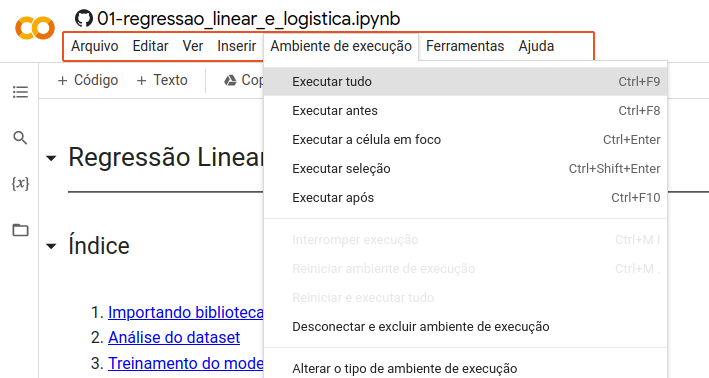 01-regressao_linear_e_logistica.ipynb
Arquivo Editar Ver Inserir Ambiente de execução Ferramentas Ajuda
+ Código + Texto Cop
Executar tudo Ctrl+F9
Executar antes Ctrl+F8
Executar a célula em foco Ctrl+Enter
Executar seleção Ctrl+Shift+Enter
Executar após Ctrl+F10
Interromper execução Ctrl+M I
Reiniciar ambiente de execução Ctrl+M .
Reiniciar e executar tudo
Desconectar e excluir ambiente de execução
Alterar o tipo de ambiente de execução
{x}
Regressão Linear
Índice
1. Importando biblioteca
2. Análise do dataset
3. Treinamento do mode